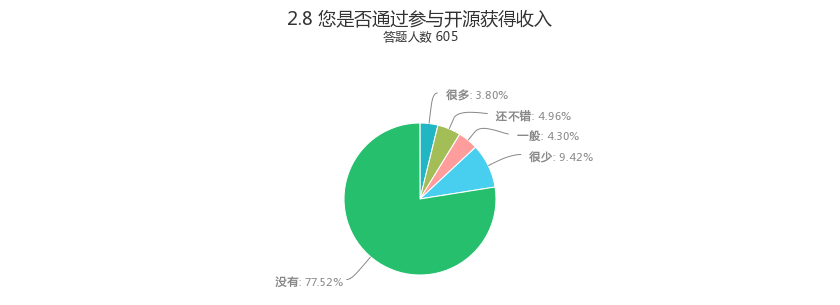 2.8 您是否通过参与开源获得收入
答题人数 605
很多: 3.80%
还不错: 4.96%
一般: 4.30%
很少: 9.42%
没有: 77.52%